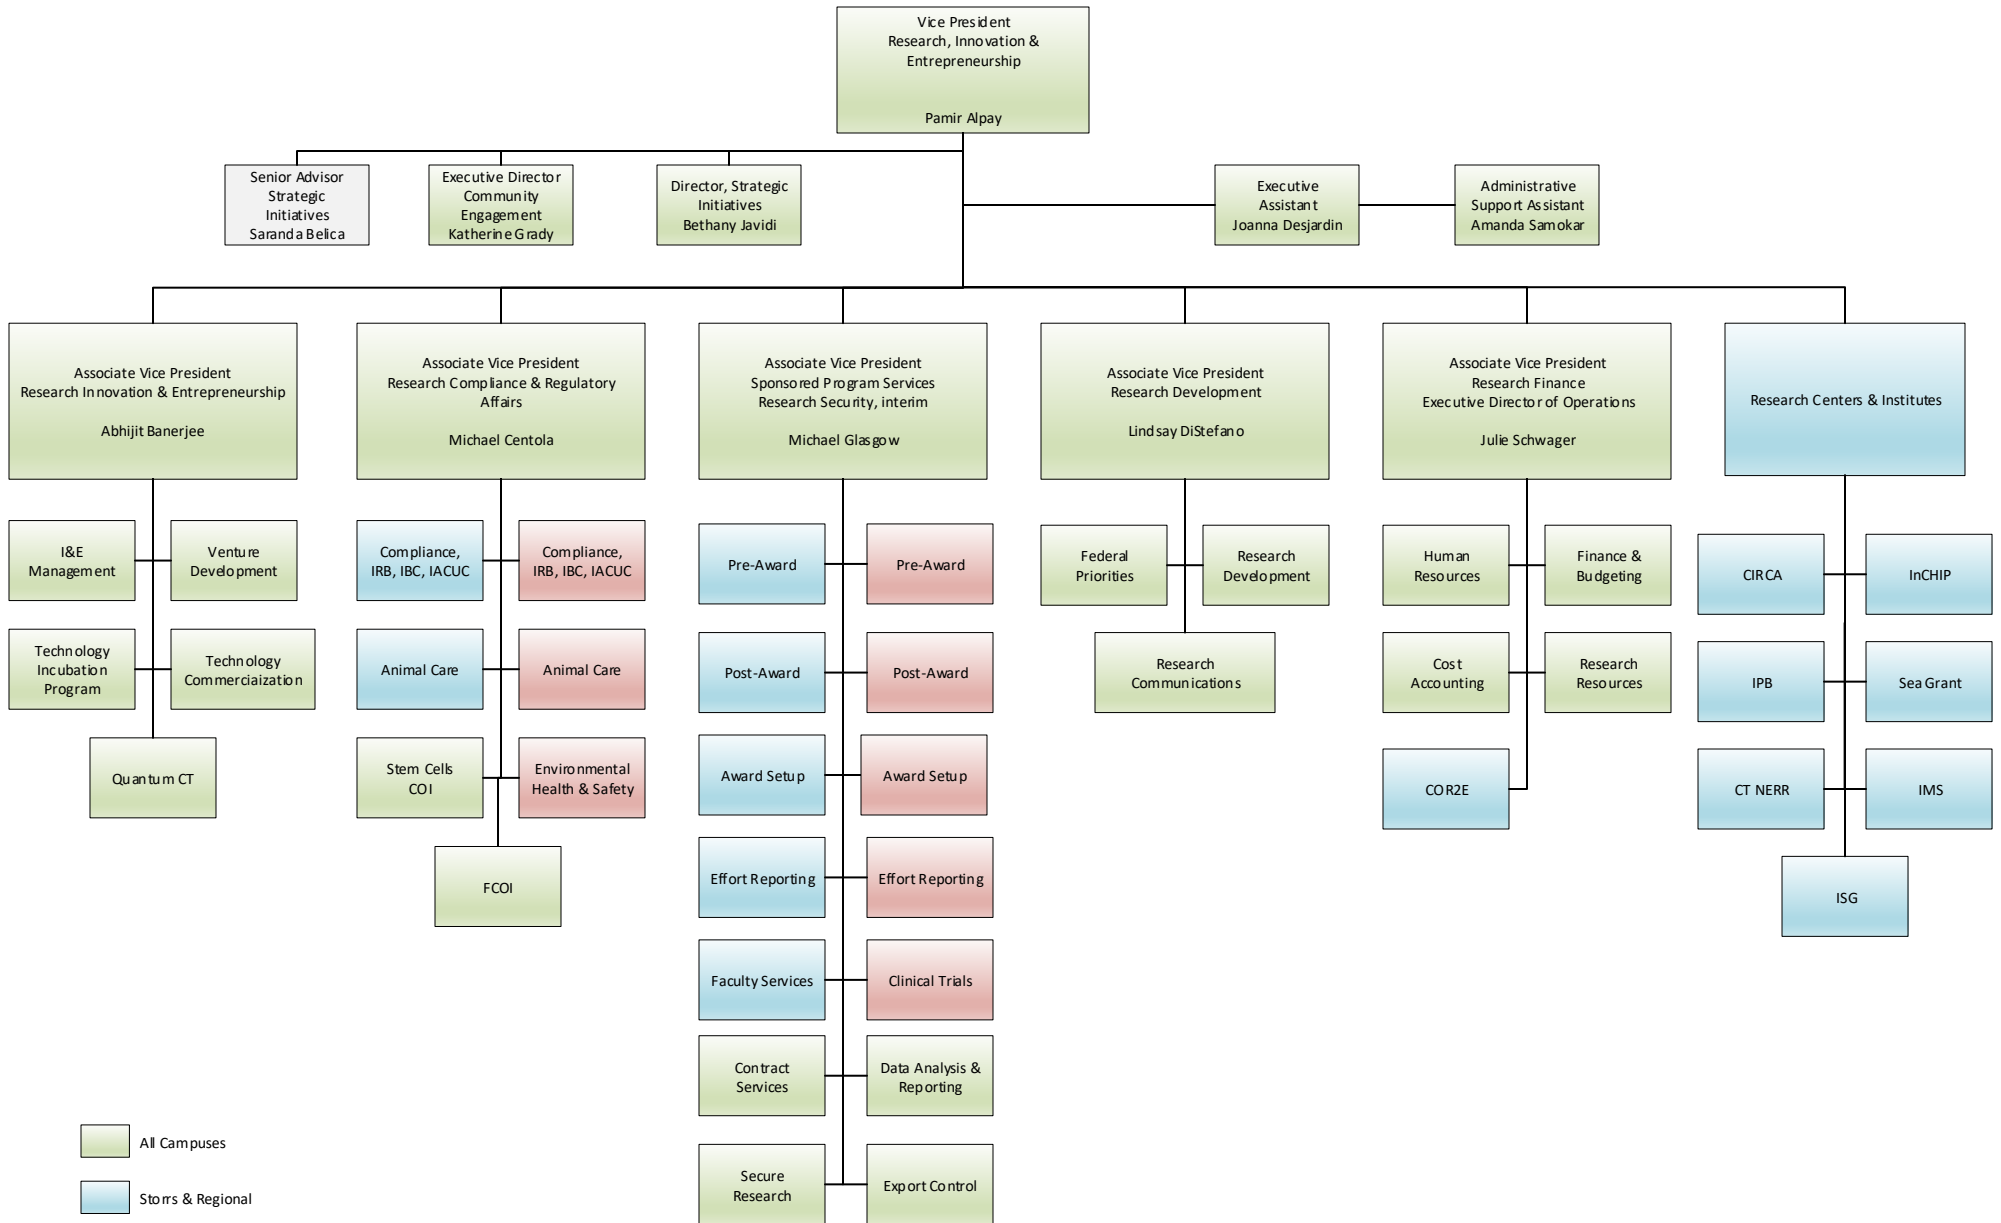 Vice President
Research, Innovation &
Entrepreneurship
Pamir Alpay
Senior Advisor
Strategic
Initiatives
Saranda Belica
Executive Director
Community
Engagement
Katherine Grady
Director, Strategic
Initiatives
Bethany Javidi
Executive
Assistant
Joanna Desjardin
Administrative
Support Assistant
Amanda Samokar
Associate Vice President
Research Innovation & Entrepreneurship
Abhijit Banerjee
Associate Vice President
Research Compliance & Regulatory
Affairs
Michael Centola
Associate Vice President
Sponsored Program Services
Research Security, interim
Michael Glasgow
Associate Vice President
Research Development
Lindsay DiStefano
Associate Vice President
Research Finance
Executive Director of Operations
Julie Schwager
Research Centers & Institutes
I&E
Management
Venture
Development
Technology
Incubation
Program
Technology
Commerciaization
Quantum CT
Compliance,
IRB, IBC, IACUC
Compliance,
IRB, IBC, IACUC
Animal Care
Animal Care
Stem Cells
COI
Environmental
Health & Safety
FCOI
Pre-Award
Pre-Award
Post-Award
Post-Award
Award Setup
Award Setup
Effort Reporting
Effort Reporting
Faculty Services
Clinical Trials
Contract
Services
Data Analysis &
Reporting
Secure
Research
Export Control
Federal
Priorities
Research
Development
Research
Communications
Human
Resources
Finance &
Budgeting
Cost
Accounting
Research
Resources
COR2E
CIRCA
InCHIP
IPB
Sea Grant
CT NERR
IMS
ISG
All Campuses
Storrs & Regional